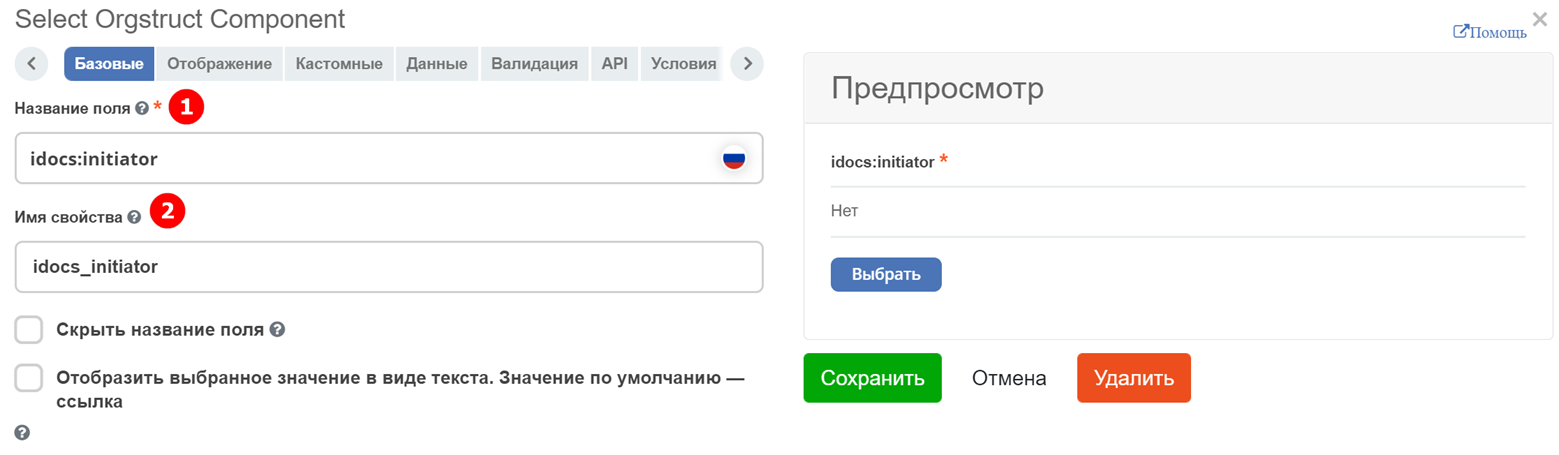 Select Orgstruct Component
Помощь
Базовые Отображение Кастомные Данные Валидация API Условия
Название поля * 1
idocs:initiator
Имя свойства 2
idocs_initiator
Скрыть название поля
Отобразить выбранное значение в виде текста. Значение по умолчанию —
ссылка
Предпросмотр
idocs:initiator *
Нет
Выбрать
Сохранить Отмена Удалить